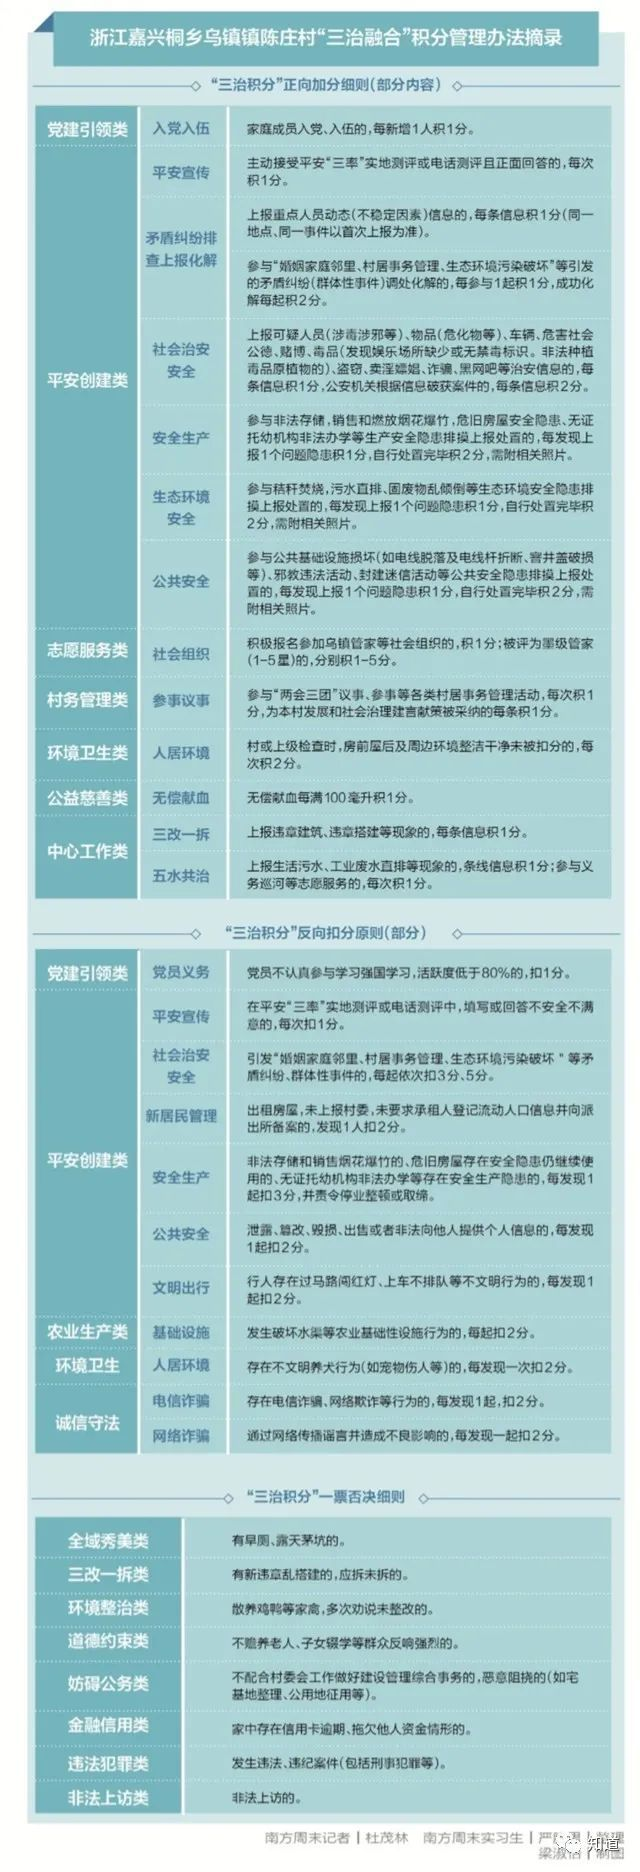 浙江嘉兴桐乡乌镇镇陈庄村“三治融合”积分管理办法摘录
“三治积分”正向加分细则(部分内容)
党建引领类
入党入伍
家庭成员入党、入伍的,每新增1人积1分。
平安创建类
平安宣传
主动接受平安“三率”实地测评或电话测评且正面回答的,每次
积1分。
矛盾纠纷排
查上报化解
上报重点人员动态(不稳定因素)信息的,每条信息积1分(同一
地点、同一事件以首次上报为准)。
参与“婚姻家庭邻里、村居事务管理、生态环境污染破坏”等引发
的矛盾纠纷(群体性事件)调处化解的,每参与1起积1分,成功化
解每起积2分。
社会治安
安全
上报可疑人员(涉毒涉邪等)、物品(危化物等)、车辆、危害社会
公德、赌博、毒品(发现娱乐场所缺少或无禁毒标识。非法种植
毒品原植物的)、盗窃、卖淫嫖娼、诈骗、黑网吧等治安信息的,每
条信息积1分,公安机关根据信息破获案件的,每条信息积2分。
安全生产
参与非法存储,销售和燃放烟花爆竹,危旧房屋安全隐患、无证
托幼机构非法办学等生产安全隐患排摸上报处置的,每发现上
报1个问题隐患积1分,自行处置完毕积2分,需附相关照片。
生态环境
安全
参与秸秆焚烧,污水直排、固废物乱倾倒等生态环境安全隐患排
摸上报处置的,每发现上报1个问题隐患积1分,自行处置完毕积
2分,需附相关照片。
公共安全
参与公共基础设施损坏(如电线脱落及电线杆折断、窨井盖破损
等)、邪教违法活动、封建迷信活动等公共安全隐患排摸上报处
置的,每发现上报1个问题隐患积1分,自行处置完毕积2分,需
附相关照片。
志愿服务类
社会组织
积极报名参加乌镇管家等社会组织的,积1分;被评为星级管家
(1-5星)的,分别积1-5分。
村务管理类
参事议事
参与“两会三团”议事、参事等各类村居事务管理活动,每次积1
分,为本村发展和社会治理建言献策被采纳的每条积1分。
环境卫生类
人居环境
村或上级检查时,房前屋后及周边环境整洁干净未被扣分的,每
次积2分。
公益慈善类
无偿献血
无偿献血每满100毫升积1分。
中心工作类
三改一拆
上报违章建筑、违章搭建等现象的,每条信息积1分。
五水共治
上报生活污水、工业废水直排等现象的,条线信息积1分;参与义
务巡河等志愿服务的,每次积1分。
“三治积分”反向扣分原则(部分)
党建引领类
党员义务
党员不认真参与学习强国学习,活跃度低于80%的,扣1分。
平安创建类
平安宣传
在平安“三率”实地测评或电话测评中,填写或回答不安全不满
意的,每次扣1分。
社会治安
安全
引发“婚姻家庭邻里、村居事务管理、生态环境污染破坏"等矛
盾纠纷、群体性事件的,每起依次扣3分、5分。
新居民管理
出租房屋,未上报村委,未要求承租人登记流动人口信息并向派
出所备案的,发现1人扣2分。
安全生产
非法存储和销售烟花爆竹的、危旧房屋存在安全隐患仍继续使
用的、无证托幼机构非法办学等存在安全生产隐患的,每发现1
起扣3分,并责令停业整顿或取缔。
公共安全
泄露、篡改、毁损、出售或者非法向他人提供个人信息的,每发现
1起扣2分。
文明出行
行人存在过马路闯红灯、上车不排队等不文明行为的,每发现1
起扣2分。
农业生产类
基础设施
发生破坏水渠等农业基础性设施行为的,每起扣2分。
环境卫生
人居环境
存在不文明养犬行为(如宠物伤人等)的,每发现一次扣2分。
诚信守法
电信诈骗
存在电信诈骗、网络欺诈等行为的,每发现1起,扣2分。
网络诈骗
通过网络传播谣言并造成不良影响的,每发现一起扣2分。
“三治积分”一票否决细则
全域秀美类
有旱厕、露天茅坑的。
三改一拆类
有新违章乱搭建的,应拆未拆的。
环境整治类
散养鸡鸭等家禽,多次劝说未整改的。
道德约束类
不赡养老人、子女辍学等群众反响强烈的。
妨碍公务类
不配合村委会工作做好建设管理综合事务的,恶意阻挠的(如宅
基地整理、公用地征用等)。
金融信用类
家中存在信用卡逾期、拖欠他人资金情形的。
违法犯罪类
发生违法、违纪案件(包括刑事犯罪等)。
非法上访类
非法上访的。
南方周末记者|杜茂林 南方周末实习生|严 整理
梁淑怡|制图
知道